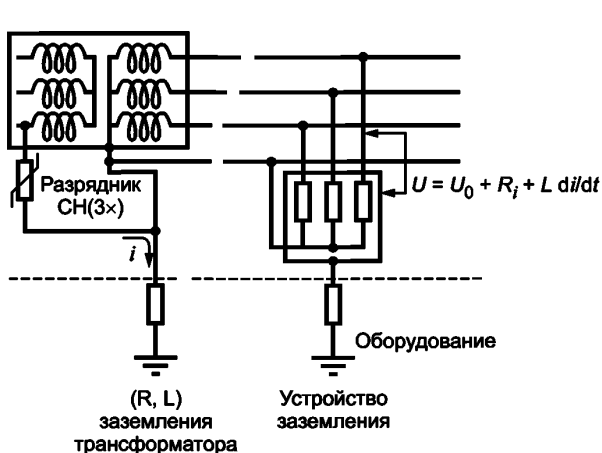 Разрядник
СН(3×)
i
U = U0 + Ri + L di/dt
Оборудование
(R, L)
заземления
трансформатора
Устройство
заземления